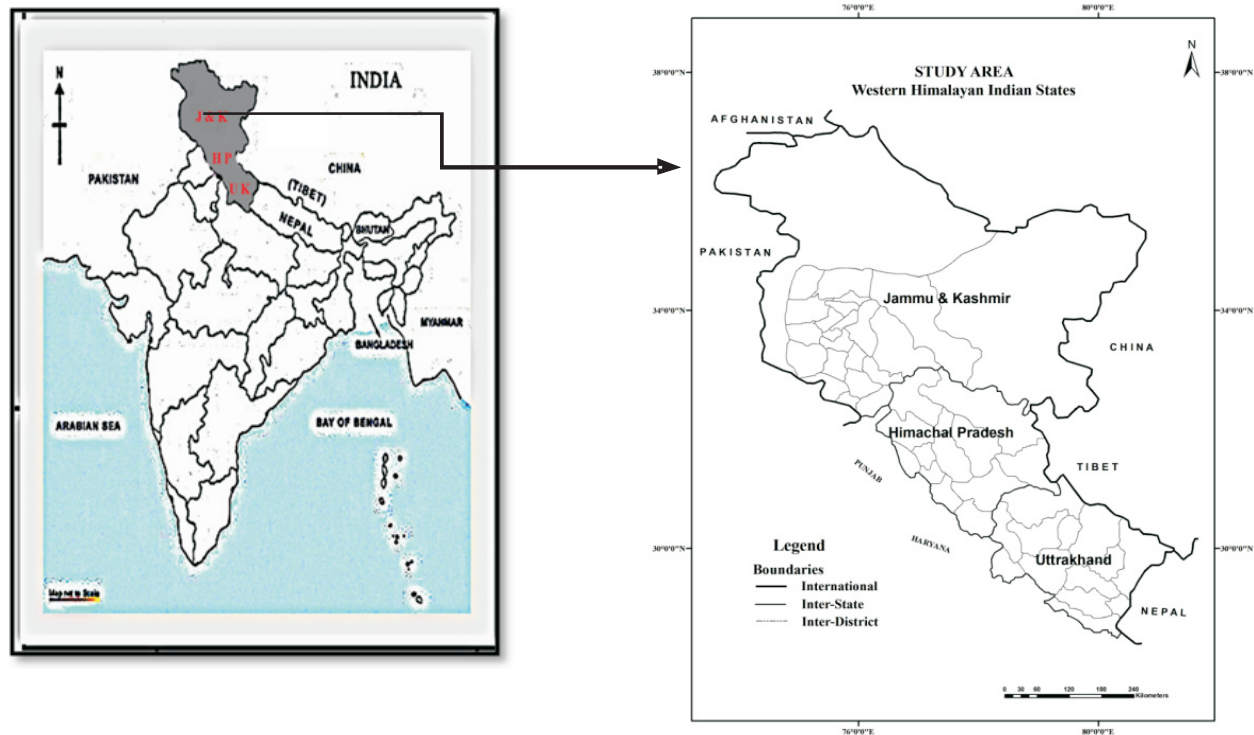 N
INDIA
J & K
H P
U K
PAKISTAN
CHINA
(TIBET)
NEPAL
BHUTAN
MYANMAR
BANGLADESH
ARABIAN SEA
BAY OF BENGAL
Map not to Scale
76°0'0"E
80°0'0"E
N
38°0'0"N
38°0'0"N
STUDY AREA
Western Himalayan Indian States
AFGHANISTAN
PAKISTAN
Jammu & Kashmir
34°0'0"N
34°0'0"N
CHINA
Himachal Pradesh
PUNJAB
TIBET
HARYANA
30°0'0"N
30°0'0"N
Uttrakhand
NEPAL
Legend
Boundaries
International
Inter-State
Inter-District
0 30 60 120 180 240
Kilometers
76°0'0"E
80°0'0"E